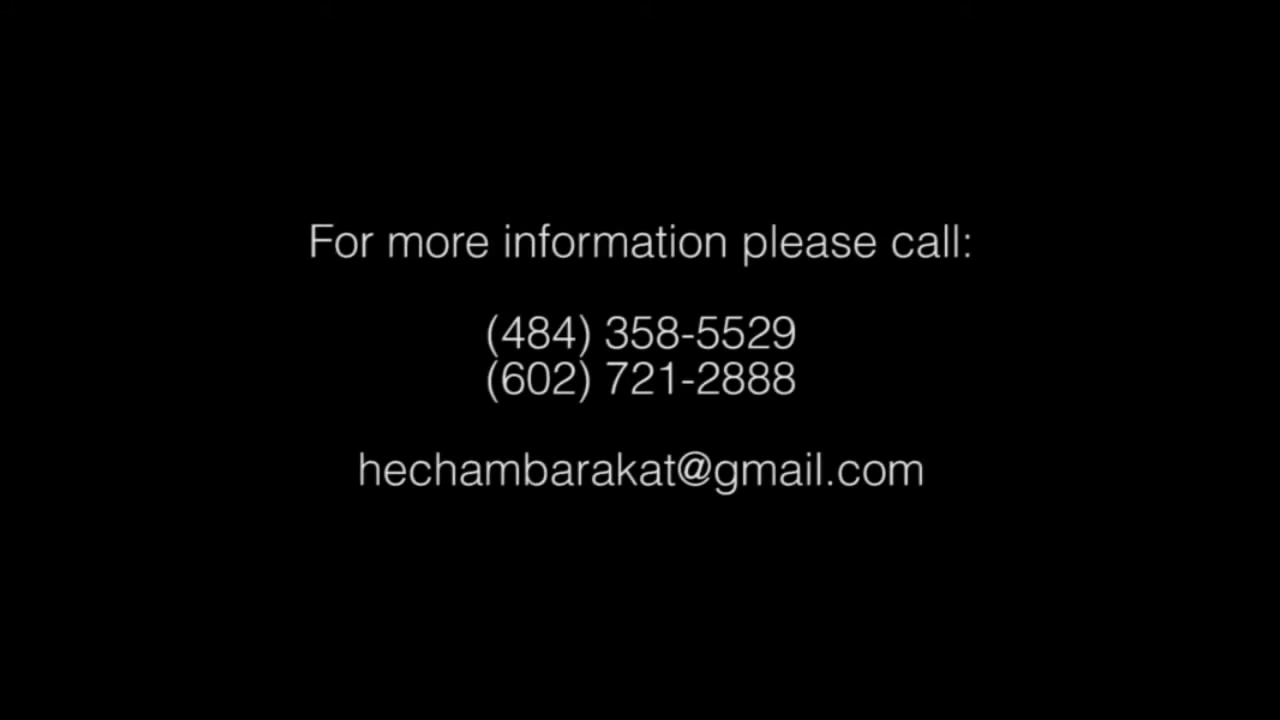 For more information please call:
(484) 358-5529
(602) 721-2888
hechambarakat@gmail.com